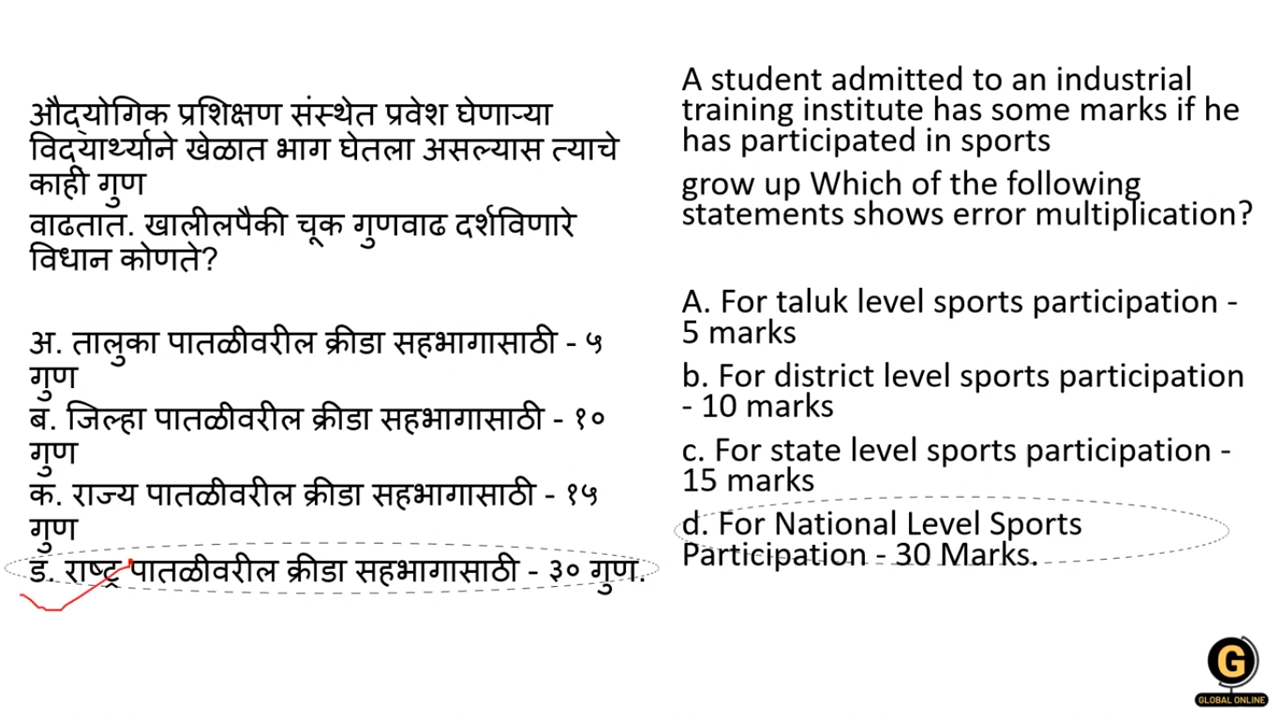 औद्योगिक प्रशिक्षण संस्थेत प्रवेश घेणाऱ्या
विद्यार्थ्याने खेळात भाग घेतला असल्यास त्याचे
काही गुण
वाढतात. खालीलपैकी चूक गुणवाढ दर्शविणारे
विधान कोणते?
अ. तालुका पातळीवरील क्रीडा सहभागासाठी - ५
गुण
ब. जिल्हा पातळीवरील क्रीडा सहभागासाठी - १०
गुण
क. राज्य पातळीवरील क्रीडा सहभागासाठी - १५
गुण
ड. राष्ट्र पातळीवरील क्रीडा सहभागासाठी - ३० गुण.
A student admitted to an industrial
training institute has some marks if he
has participated in sports
grow up Which of the following
statements shows error multiplication?
A. For taluk level sports participation -
5 marks
b. For district level sports participation
- 10 marks
c. For state level sports participation -
15 marks
d. For National Level Sports
Participation - 30 Marks.
G
GLOBAL ONLINE